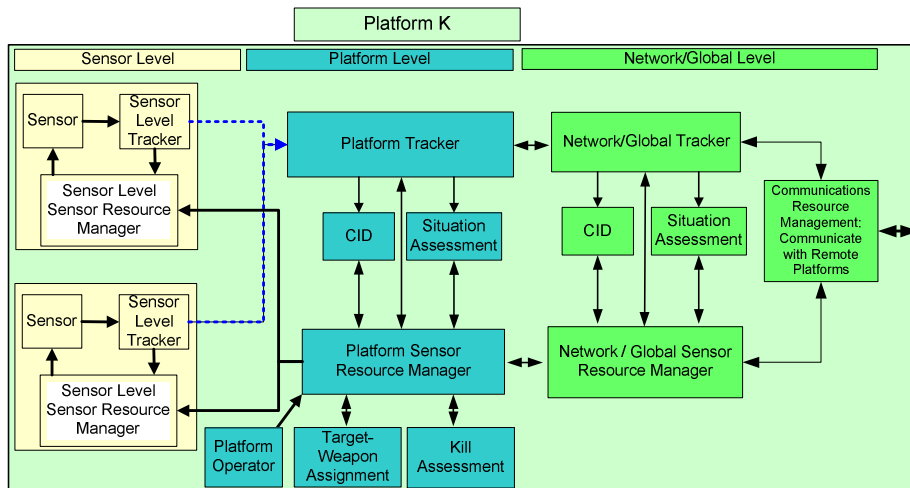 Platform K
Sensor Level
Platform Level
Network/Global Level
Sensor
Sensor
Level
Tracker
Sensor Level
Sensor Resource
Manager
Platform Tracker
Network/Global Tracker
CID
Situation
Assessment
CID
Situation
Assessment
Communications
Resource
Management:
Communicate
with Remote
Platforms
Sensor
Sensor
Level
Tracker
Sensor Level
Sensor Resource
Manager
Platform Sensor
Resource Manager
Network / Global Sensor
Resource Manager
Platform
Operator
Target-
Weapon
Assignment
Kill
Assessment